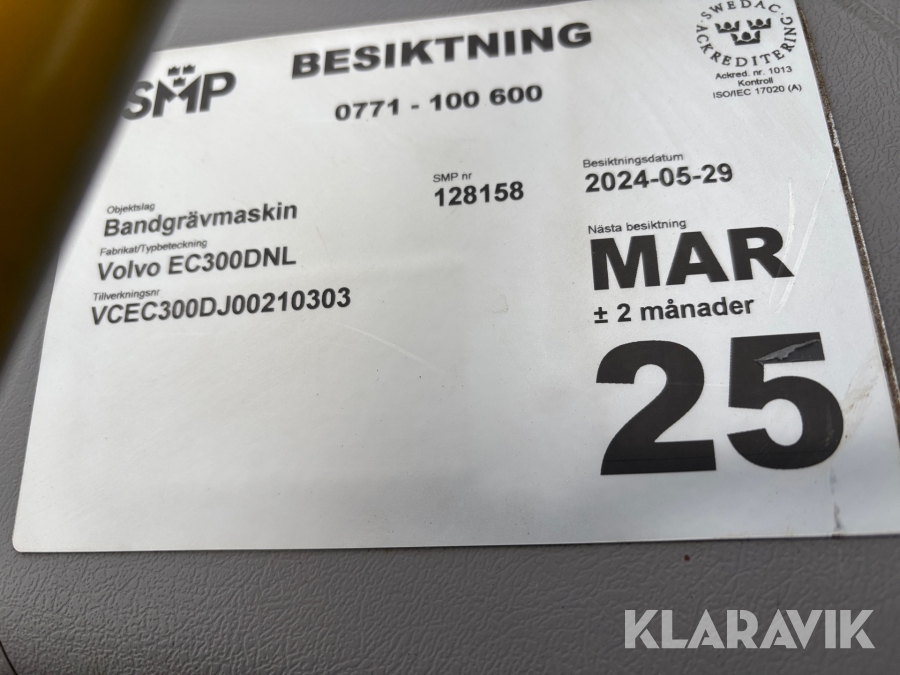 SMP
BESIKTNING
0771 - 100 600
SWEDAC
ACKREDITERING
Ackred. nr. 1013
Kontroll
ISO/IEC 17020 (A)
Objektslag
Bandgrävmaskin
Fabrikat/Typbeteckning
Volvo EC300DNL
Tillverkningsnr
VCEC300DJ00210303
SMP nr
128158
Besiktningsdatum
2024-05-29
Nästa besiktning
MAR
± 2 månader
25
KLARAVIK